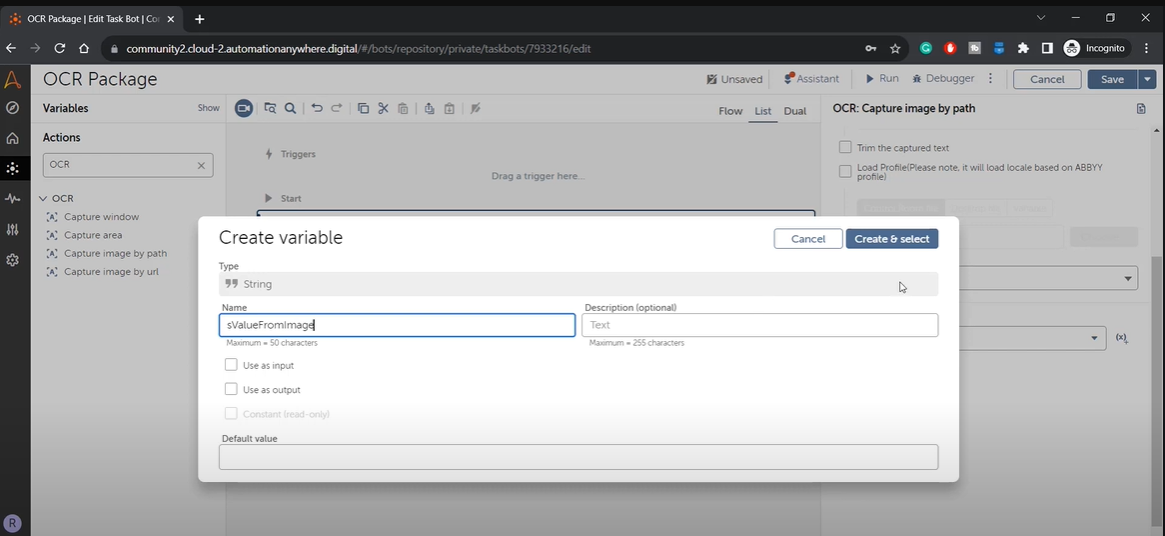 OCR Package | Edit Task Bot | Co
community2.cloud-2.automationanywhere.digital/#/bots/repository/private/taskbots/7933216/edit
Incognito
OCR Package
Unsaved
Assistant
Run
Debugger
Cancel
Save
Variables
Show
Flow
List
Dual
OCR: Capture image by path
Actions
OCR
Triggers
Drag a trigger here...
Start
Trim the captured text
Load Profile(Please note, it will load locale based on ABBYY
profile)
OCR
Capture window
Capture area
Capture image by path
Capture image by url
Create variable
Cancel
Create & select
Type
String
Name
Description (optional)
sValueFromImage
Text
Maximum = 50 characters
Maximum = 255 characters
Use as input
Use as output
Constant (read-only)
Default value
(x)
R